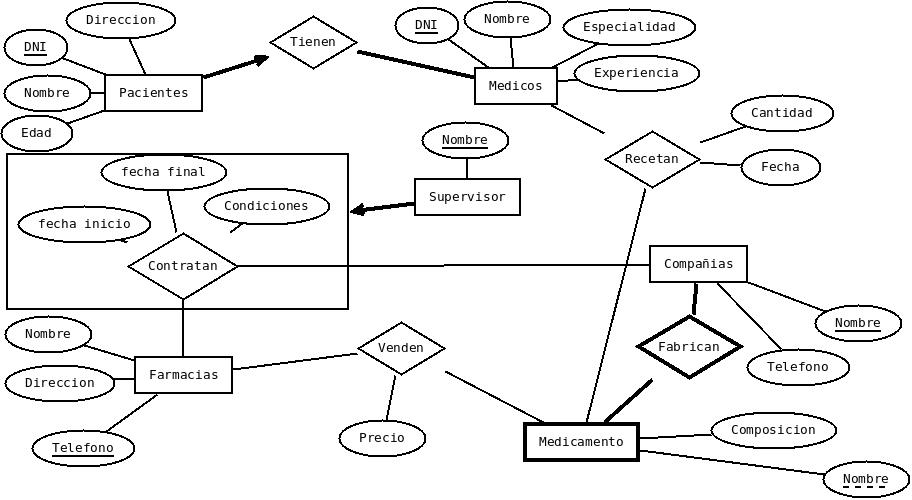 Direccion
DNI
Nombre
Edad
Pacientes
Tienen
DNI
Nombre
Especialidad
Experiencia
Medicos
Recetan
Cantidad
Fecha
Nombre
Supervisor
fecha final
fecha inicio
Condiciones
Contratan
Compañias
Nombre
Telefono
Fabrican
Nombre
Direccion
Telefono
Farmacias
Venden
Precio
Medicamento
Composicion
Nombre